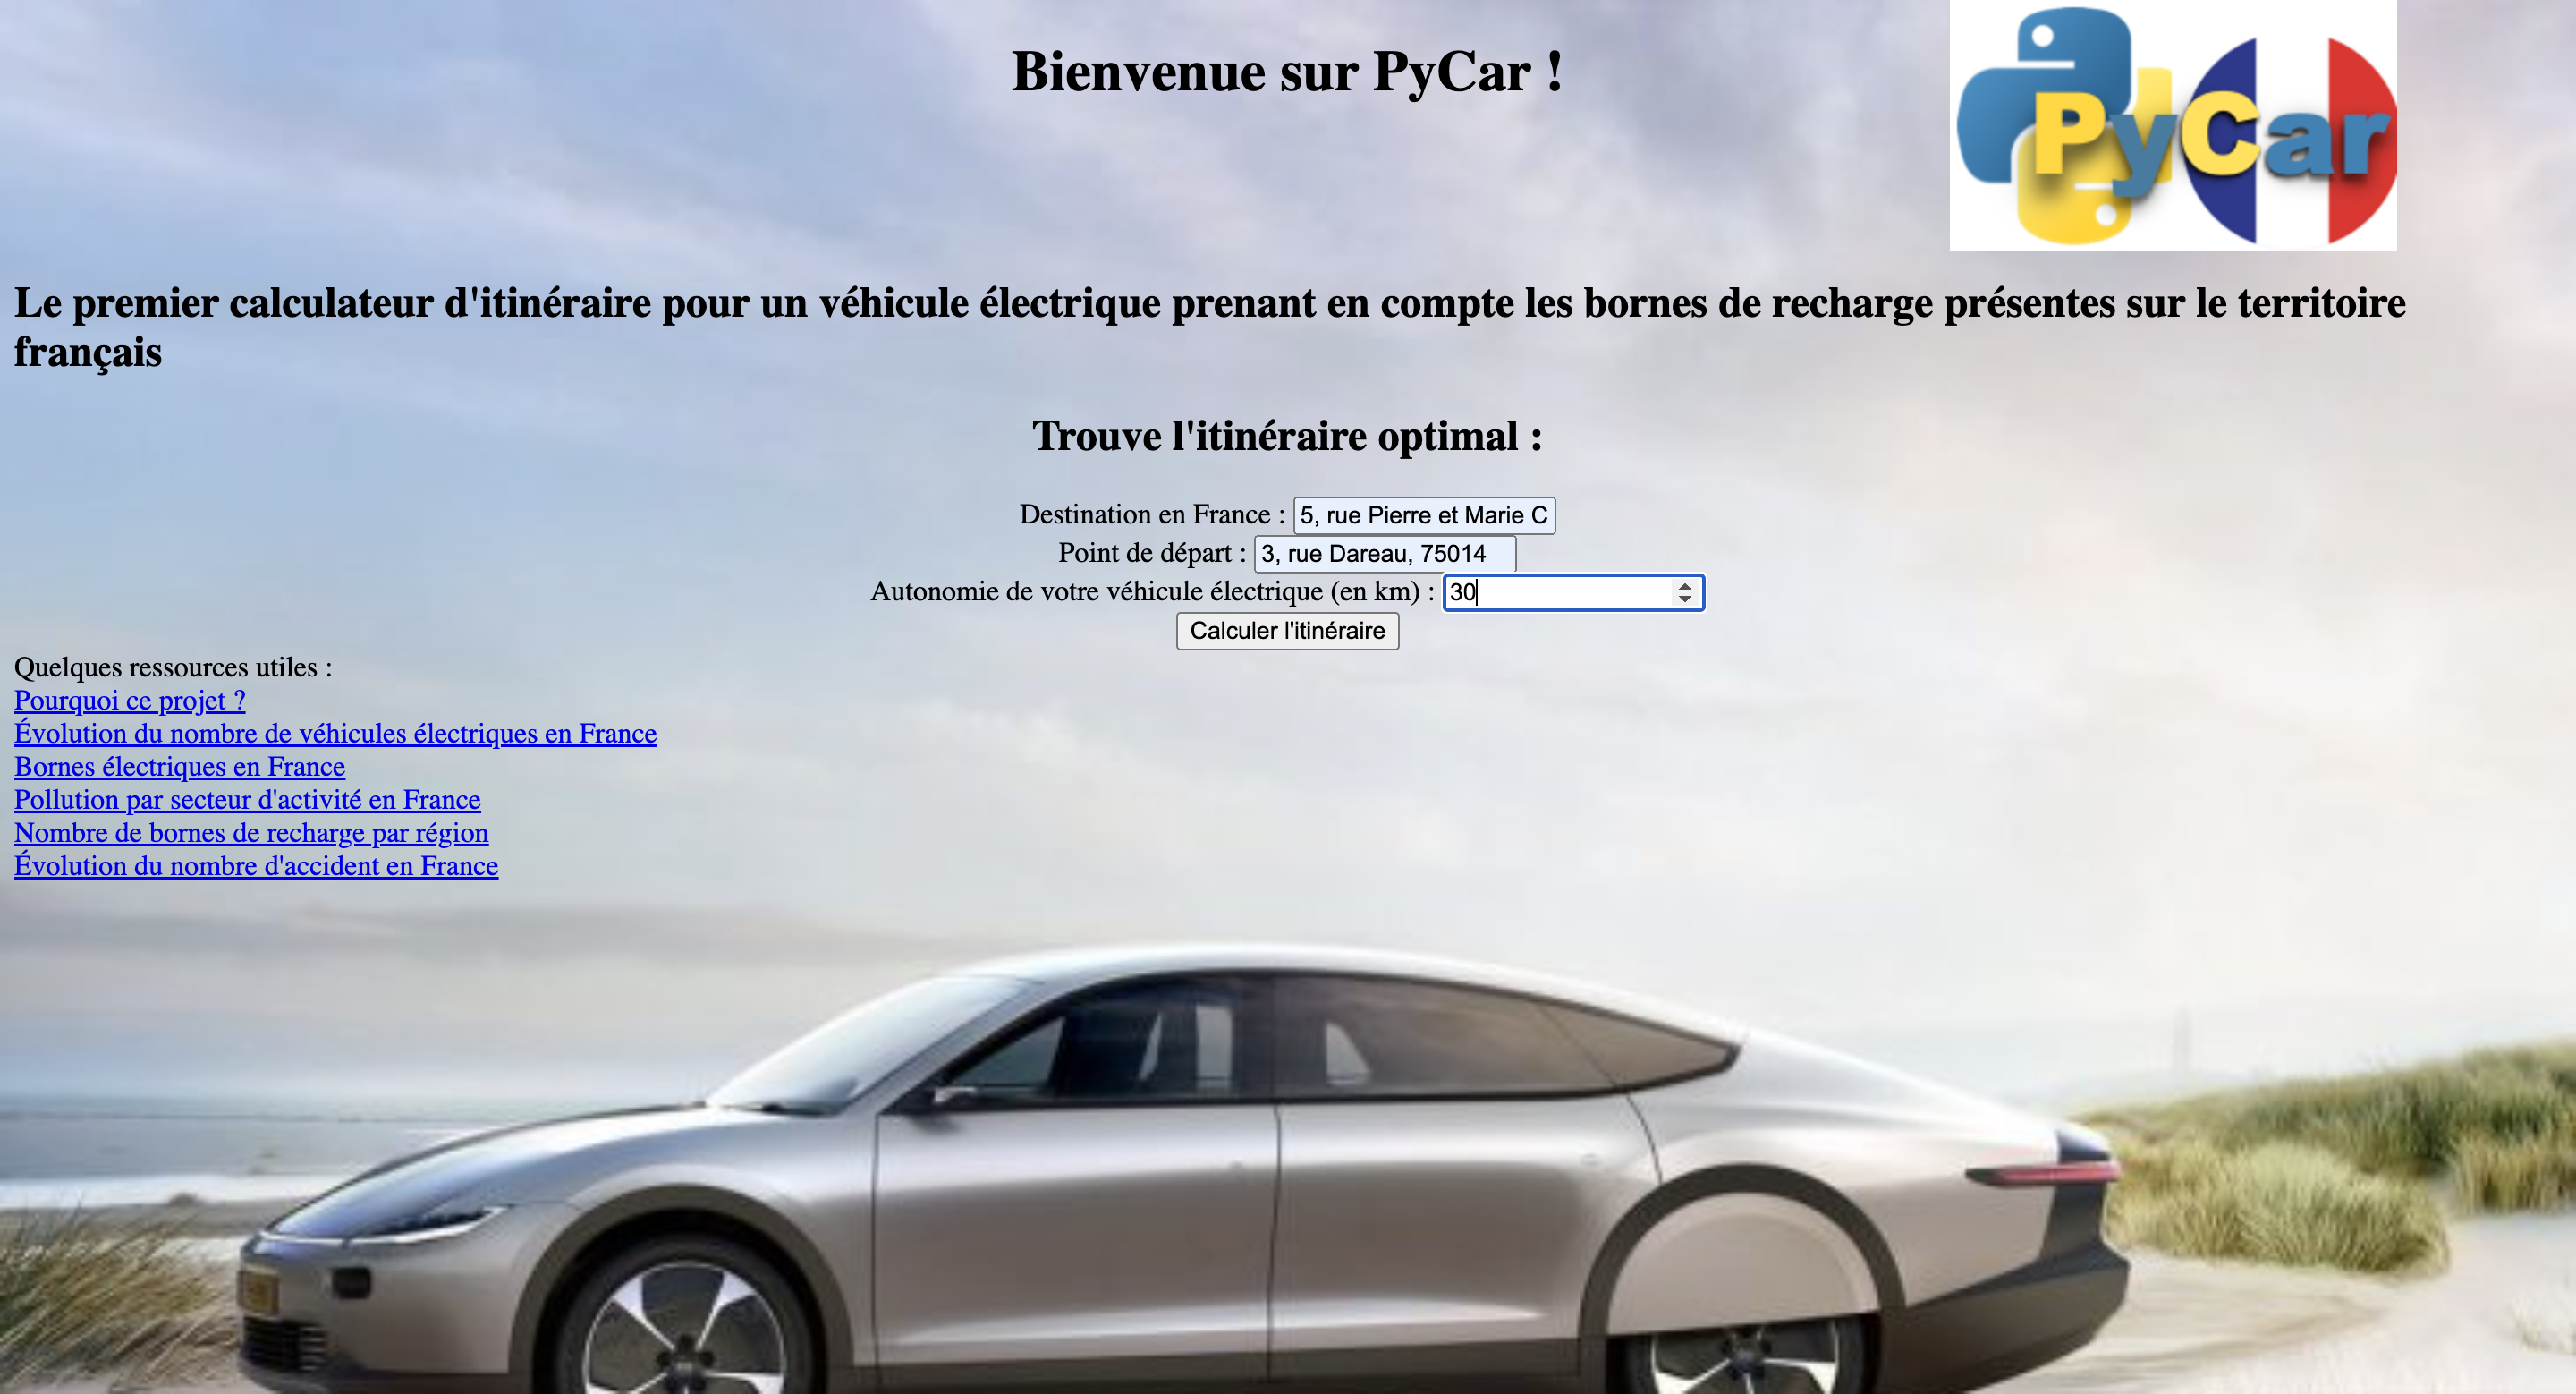 Bienvenue sur PyCar !
PyCar
Le premier calculateur d'itinéraire pour un véhicule électrique prenant en compte les bornes de recharge présentes sur le territoire
français
Trouve l'itinéraire optimal :
Destination en France : 5, rue Pierre et Marie C
Point de départ : 3, rue Dareau, 75014
Autonomie de votre véhicule électrique (en km) : 30
Calculer l'itinéraire
Quelques ressources utiles :
Pourquoi ce projet ?
Évolution du nombre de véhicules électriques en France
Bornes électriques en France
Pollution par secteur d'activité en France
Nombre de bornes de recharge par région
Évolution du nombre d'accident en France